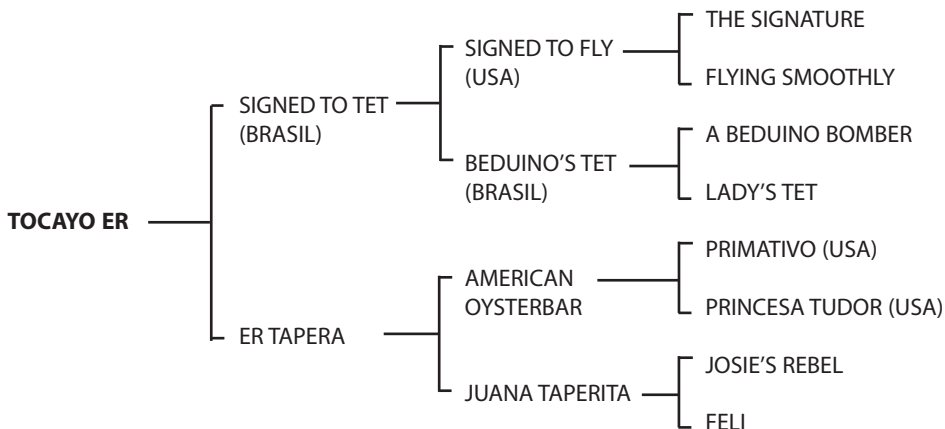 THE SIGNATURE
SIGNED TO FLY
(USA)
FLYING SMOOTHLY
SIGNED TO TET
(BRASIL)
A BEDUINO BOMBER
BEDUINO'S TET
(BRASIL)
LADY'S TET
TOCAYO ER
PRIMATIVO (USA)
AMERICAN
OYSTERBAR
PRINCESA TUDOR (USA)
ER TAPERA
JOSIE'S REBEL
JUANA TAPERITA
FELI